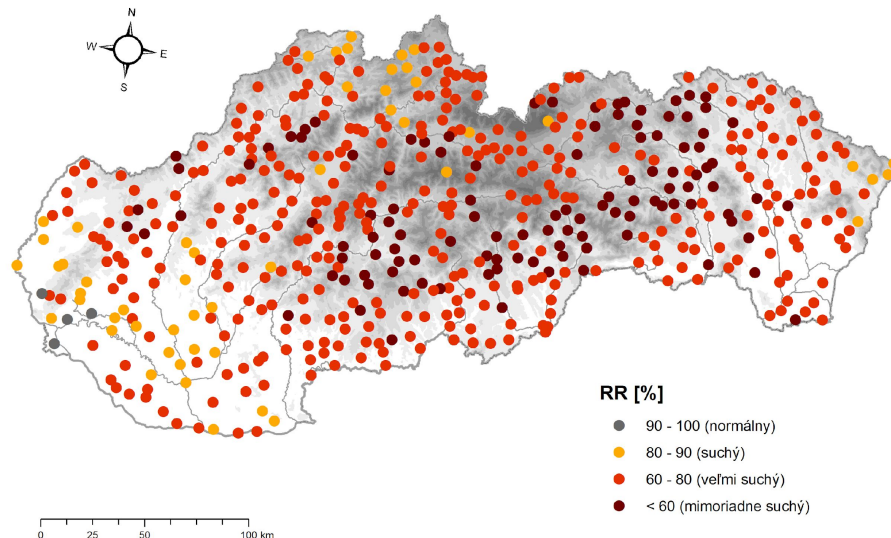 N
W E
S
RR [%]
90 - 100 (normálny)
80 - 90 (suchý)
60 - 80 (veľmi suchý)
< 60 (mimoriadne suchý)
0 25 50 100 km